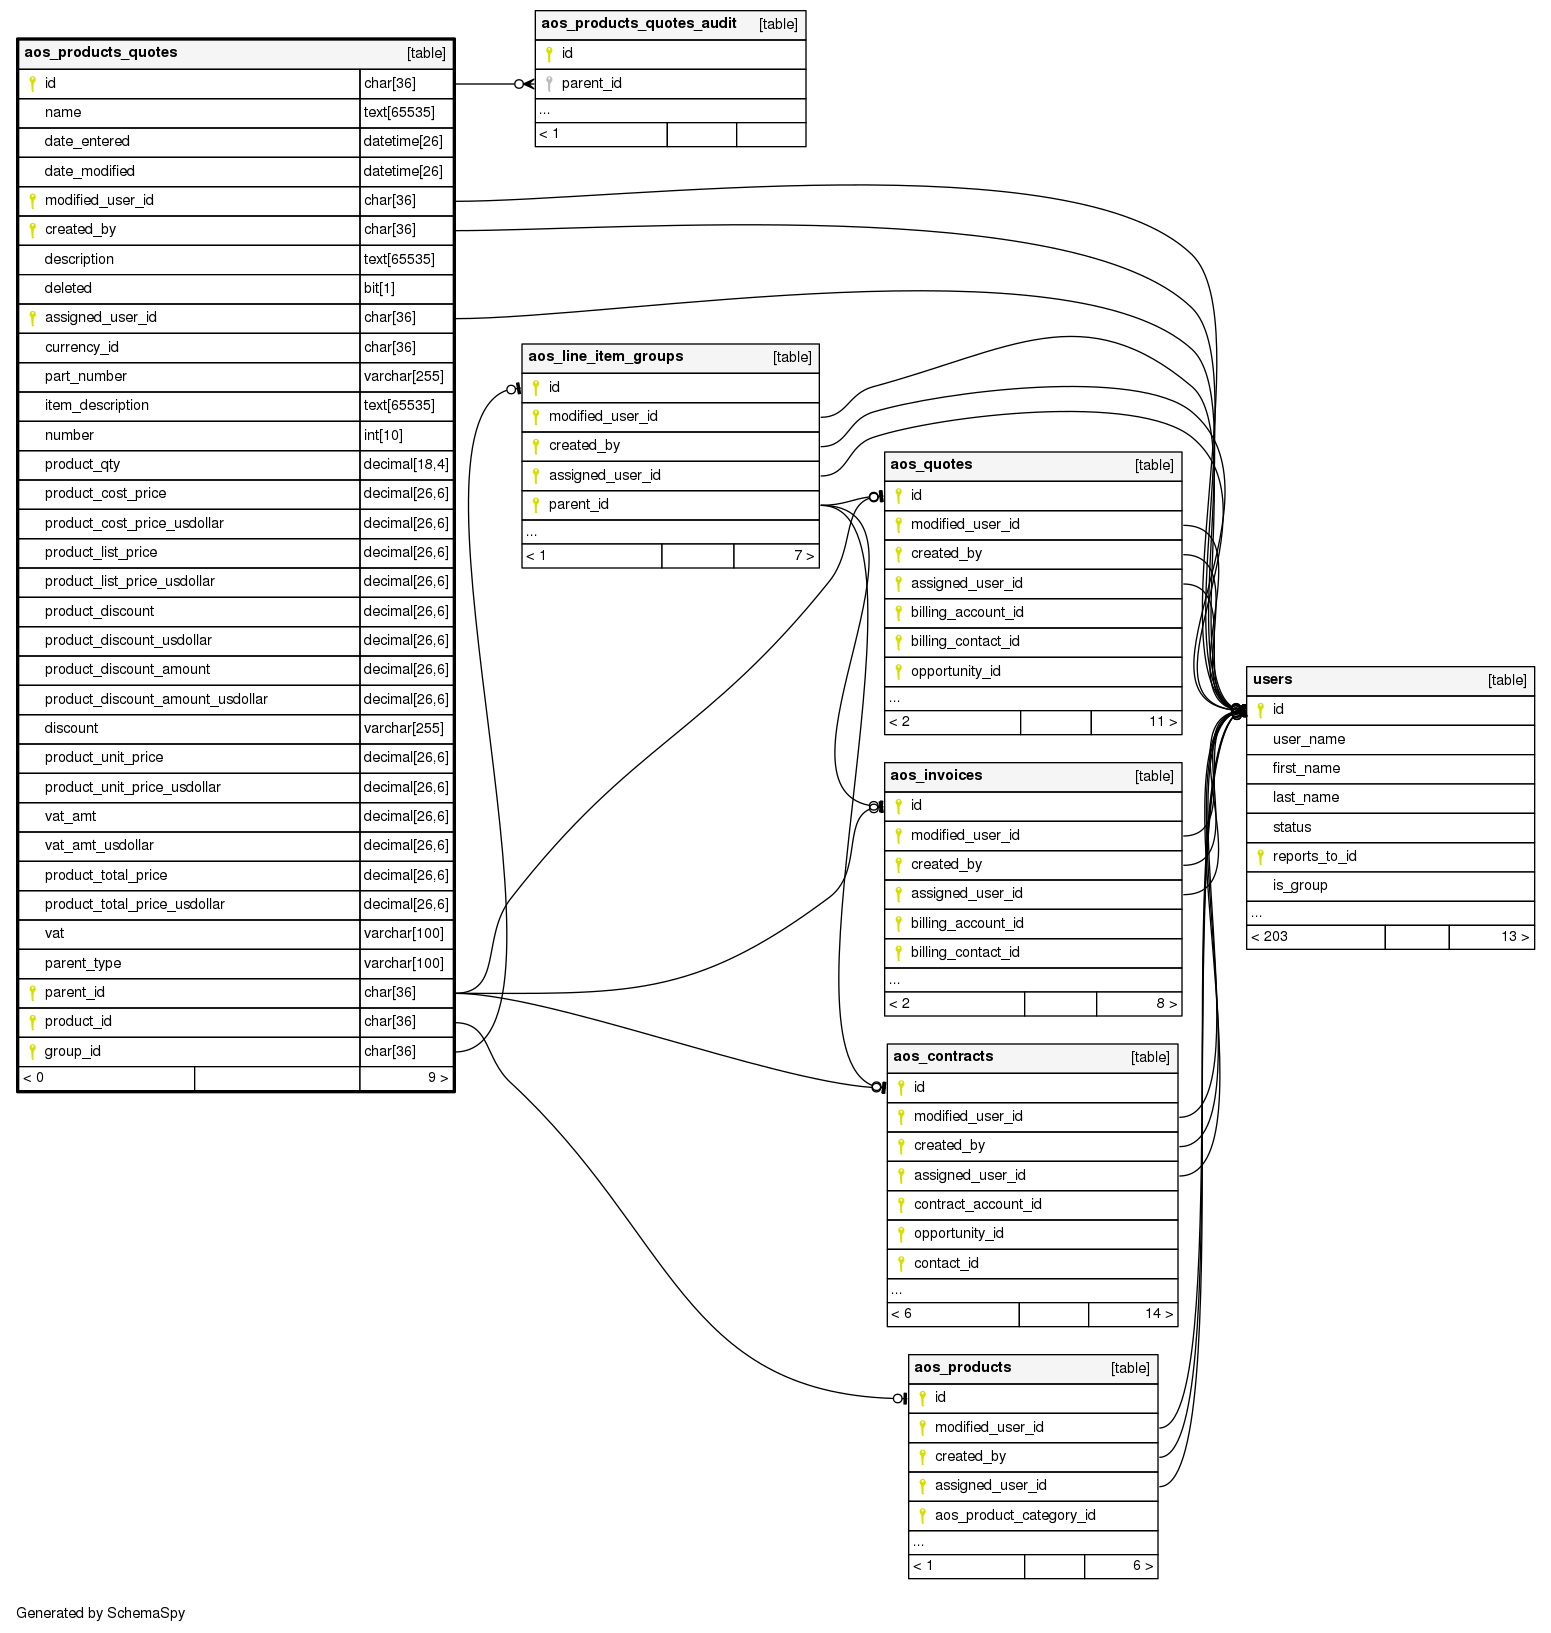 aos_products_quotes [table]
id char[36]
name text[65535]
date_entered datetime[26]
date_modified datetime[26]
modified_user_id char[36]
created_by char[36]
description text[65535]
deleted bit[1]
assigned_user_id char[36]
currency_id char[36]
part_number varchar[255]
item_description text[65535]
number int[10]
product_qty decimal[18,4]
product_cost_price decimal[26,6]
product_cost_price_usdollar decimal[26,6]
product_list_price decimal[26,6]
product_list_price_usdollar decimal[26,6]
product_discount decimal[26,6]
product_discount_usdollar decimal[26,6]
product_discount_amount decimal[26,6]
product_discount_amount_usdollar decimal[26,6]
discount varchar[255]
product_unit_price decimal[26,6]
product_unit_price_usdollar decimal[26,6]
vat_amt decimal[26,6]
vat_amt_usdollar decimal[26,6]
product_total_price decimal[26,6]
product_total_price_usdollar decimal[26,6]
vat varchar[100]
parent_type varchar[100]
parent_id char[36]
product_id char[36]
group_id char[36]
< 0 9 >
aos_products_quotes_audit [table]
id
parent_id
...
< 1
aos_line_item_groups [table]
id
modified_user_id
created_by
assigned_user_id
parent_id
...
< 1 7 >
aos_quotes [table]
id
modified_user_id
created_by
assigned_user_id
billing_account_id
billing_contact_id
opportunity_id
...
< 2 11 >
aos_invoices [table]
id
modified_user_id
created_by
assigned_user_id
billing_account_id
billing_contact_id
...
< 2 8 >
aos_contracts [table]
id
modified_user_id
created_by
assigned_user_id
contract_account_id
opportunity_id
contact_id
...
< 6 14 >
aos_products [table]
id
modified_user_id
created_by
assigned_user_id
aos_product_category_id
...
< 1 6 >
users [table]
id
user_name
first_name
last_name
status
reports_to_id
is_group
...
< 203 13 >
Generated by SchemaSpy